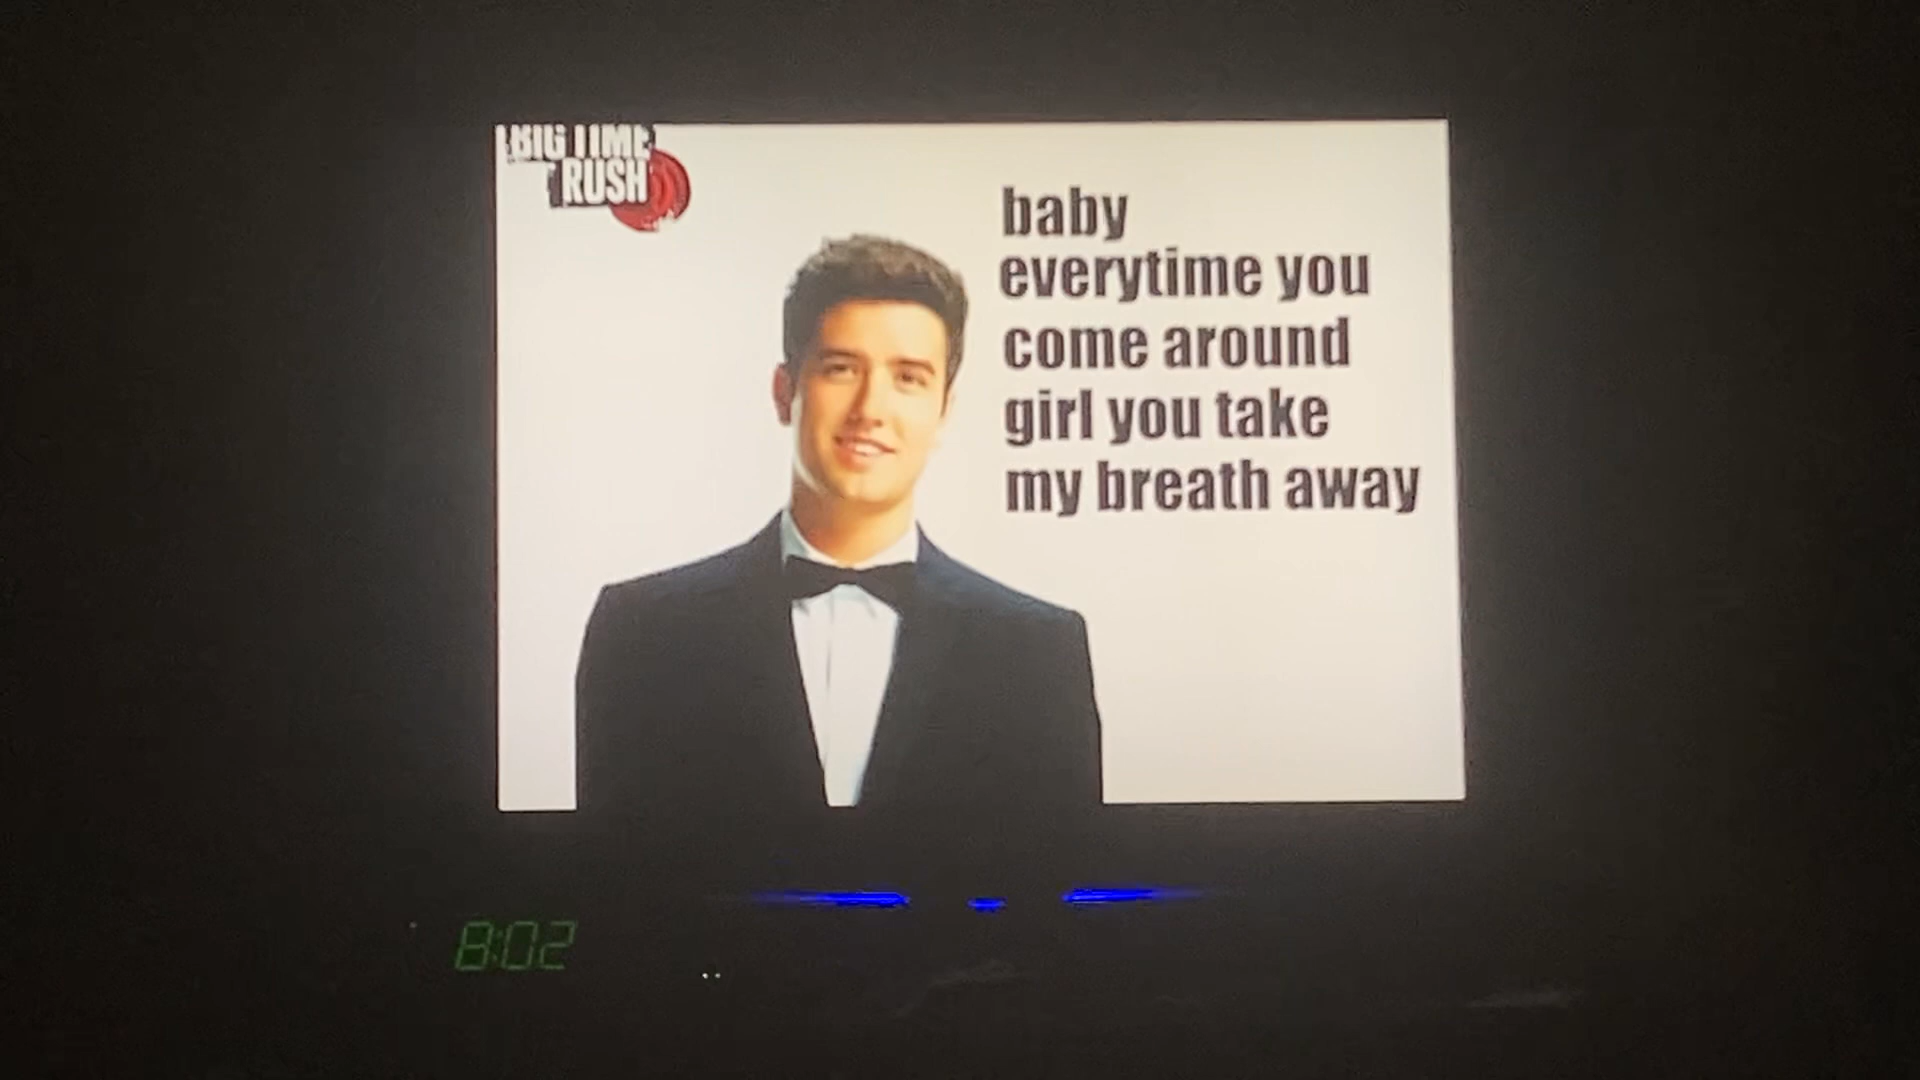 BIG TIME
RUSH
baby
everytime you
come around
girl you take
my breath away
8:02